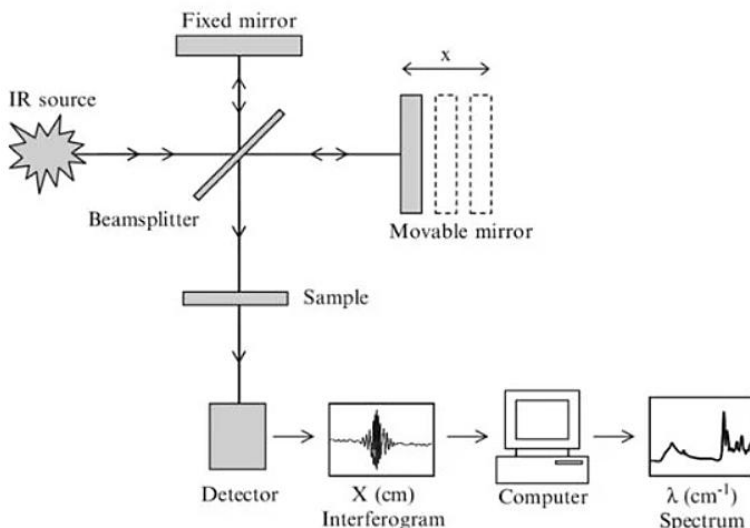 Fixed mirror
x
IR source
Beamsplitter
Movable mirror
Sample
Detector
X (cm)
Interferogram
Computer
λ (cm⁻¹)
Spectrum